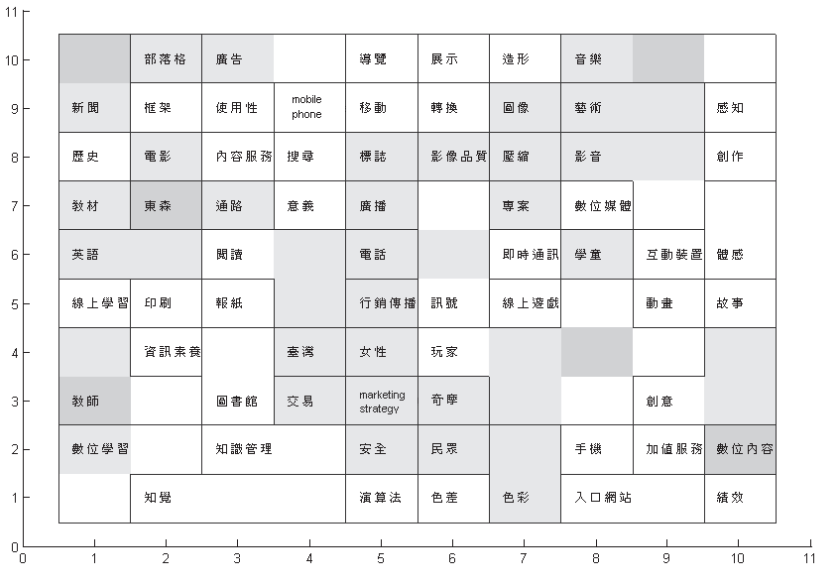 11
10 部落格 廣告 導覽 展示 造形 音樂
9 新聞 框架 使用性 mobile phone 移動 轉換 圖像 藝術 感知
8 歷史 電影 內容服務 搜尋 標誌 影像品質 壓縮 影音 創作
7 教材 東森 通路 意義 廣播 專案 數位媒體
6 英語 閱讀 電話 即時通訊 學童 互動裝置 體感
5 線上學習 印刷 報紙 行銷傳播 訊號 線上遊戲 動畫 故事
4 資訊素養 臺灣 女性 玩家
3 教師 圖書館 交易 marketing strategy 奇摩 創意
2 數位學習 知識管理 安全 民眾 手機 加值服務 數位內容
1 知覺 演算法 色差 色彩 入口網站 績效
0
0 1 2 3 4 5 6 7 8 9 10 11